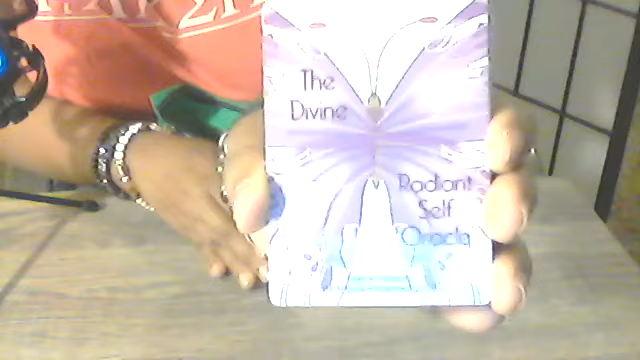 The
Divine
Radiant
Self
Oracle